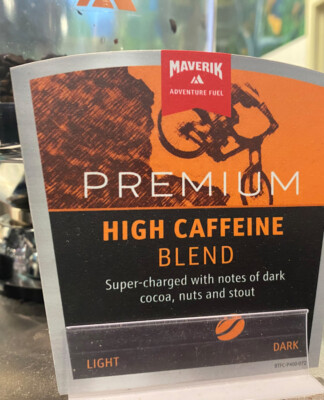 MAVERIK
ADVENTURE FUEL
PREMIUM
HIGH CAFFEINE
BLEND
Super-charged with notes of dark
cocoa, nuts and stout
LIGHT
DARK